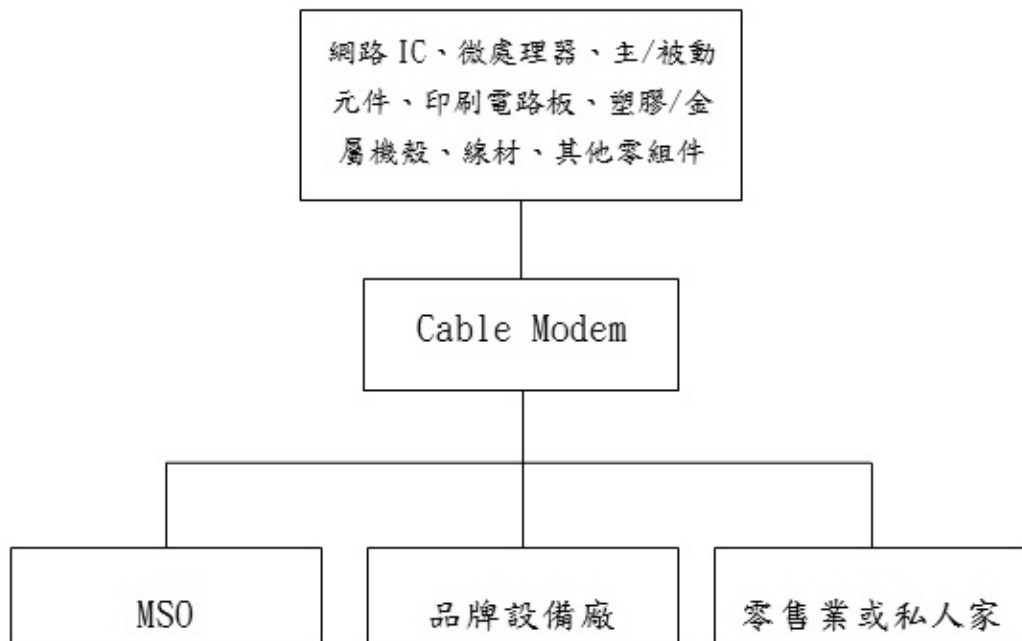 網路 IC、微處理器、主/被動
元件、印刷電路板、塑膠/金
屬機殼、線材、其他零組件
Cable Modem
MSO
品牌設備廠
零售業或私人家